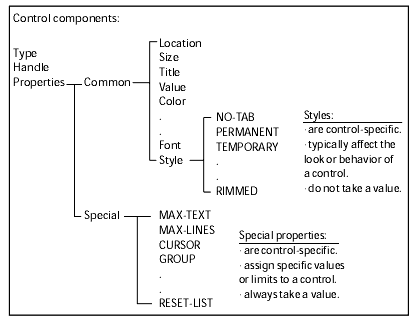 Control components:
Type
Handle
Properties
Common
Location
Size
Title
Value
Color
.
.
Font
Style
NO-TAB
PERMANENT
TEMPORARY
.
.
RIMMED
Styles:
· are control-specific.
· typically affect the
look or behavior of
a control.
· do not take a value.
Special
MAX-TEXT
MAX-LINES
CURSOR
GROUP
.
.
RESET-LIST
Special properties:
· are control-specific.
· assign specific values
or limits to a control.
· always take a value.